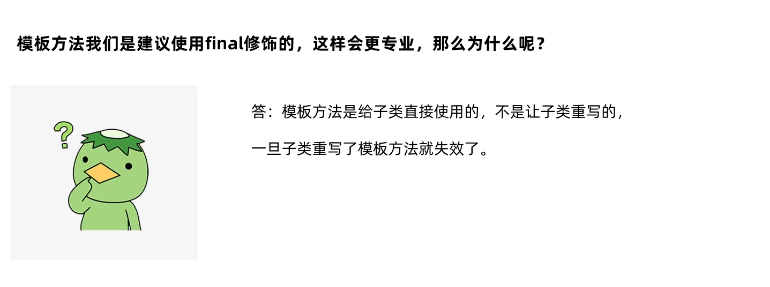 模板方法我们是建议使用final修饰的，这样会更专业，那么为什么呢？
答：模板方法是给子类直接使用的，不是让子类重写的，
一旦子类重写了模板方法就失效了。